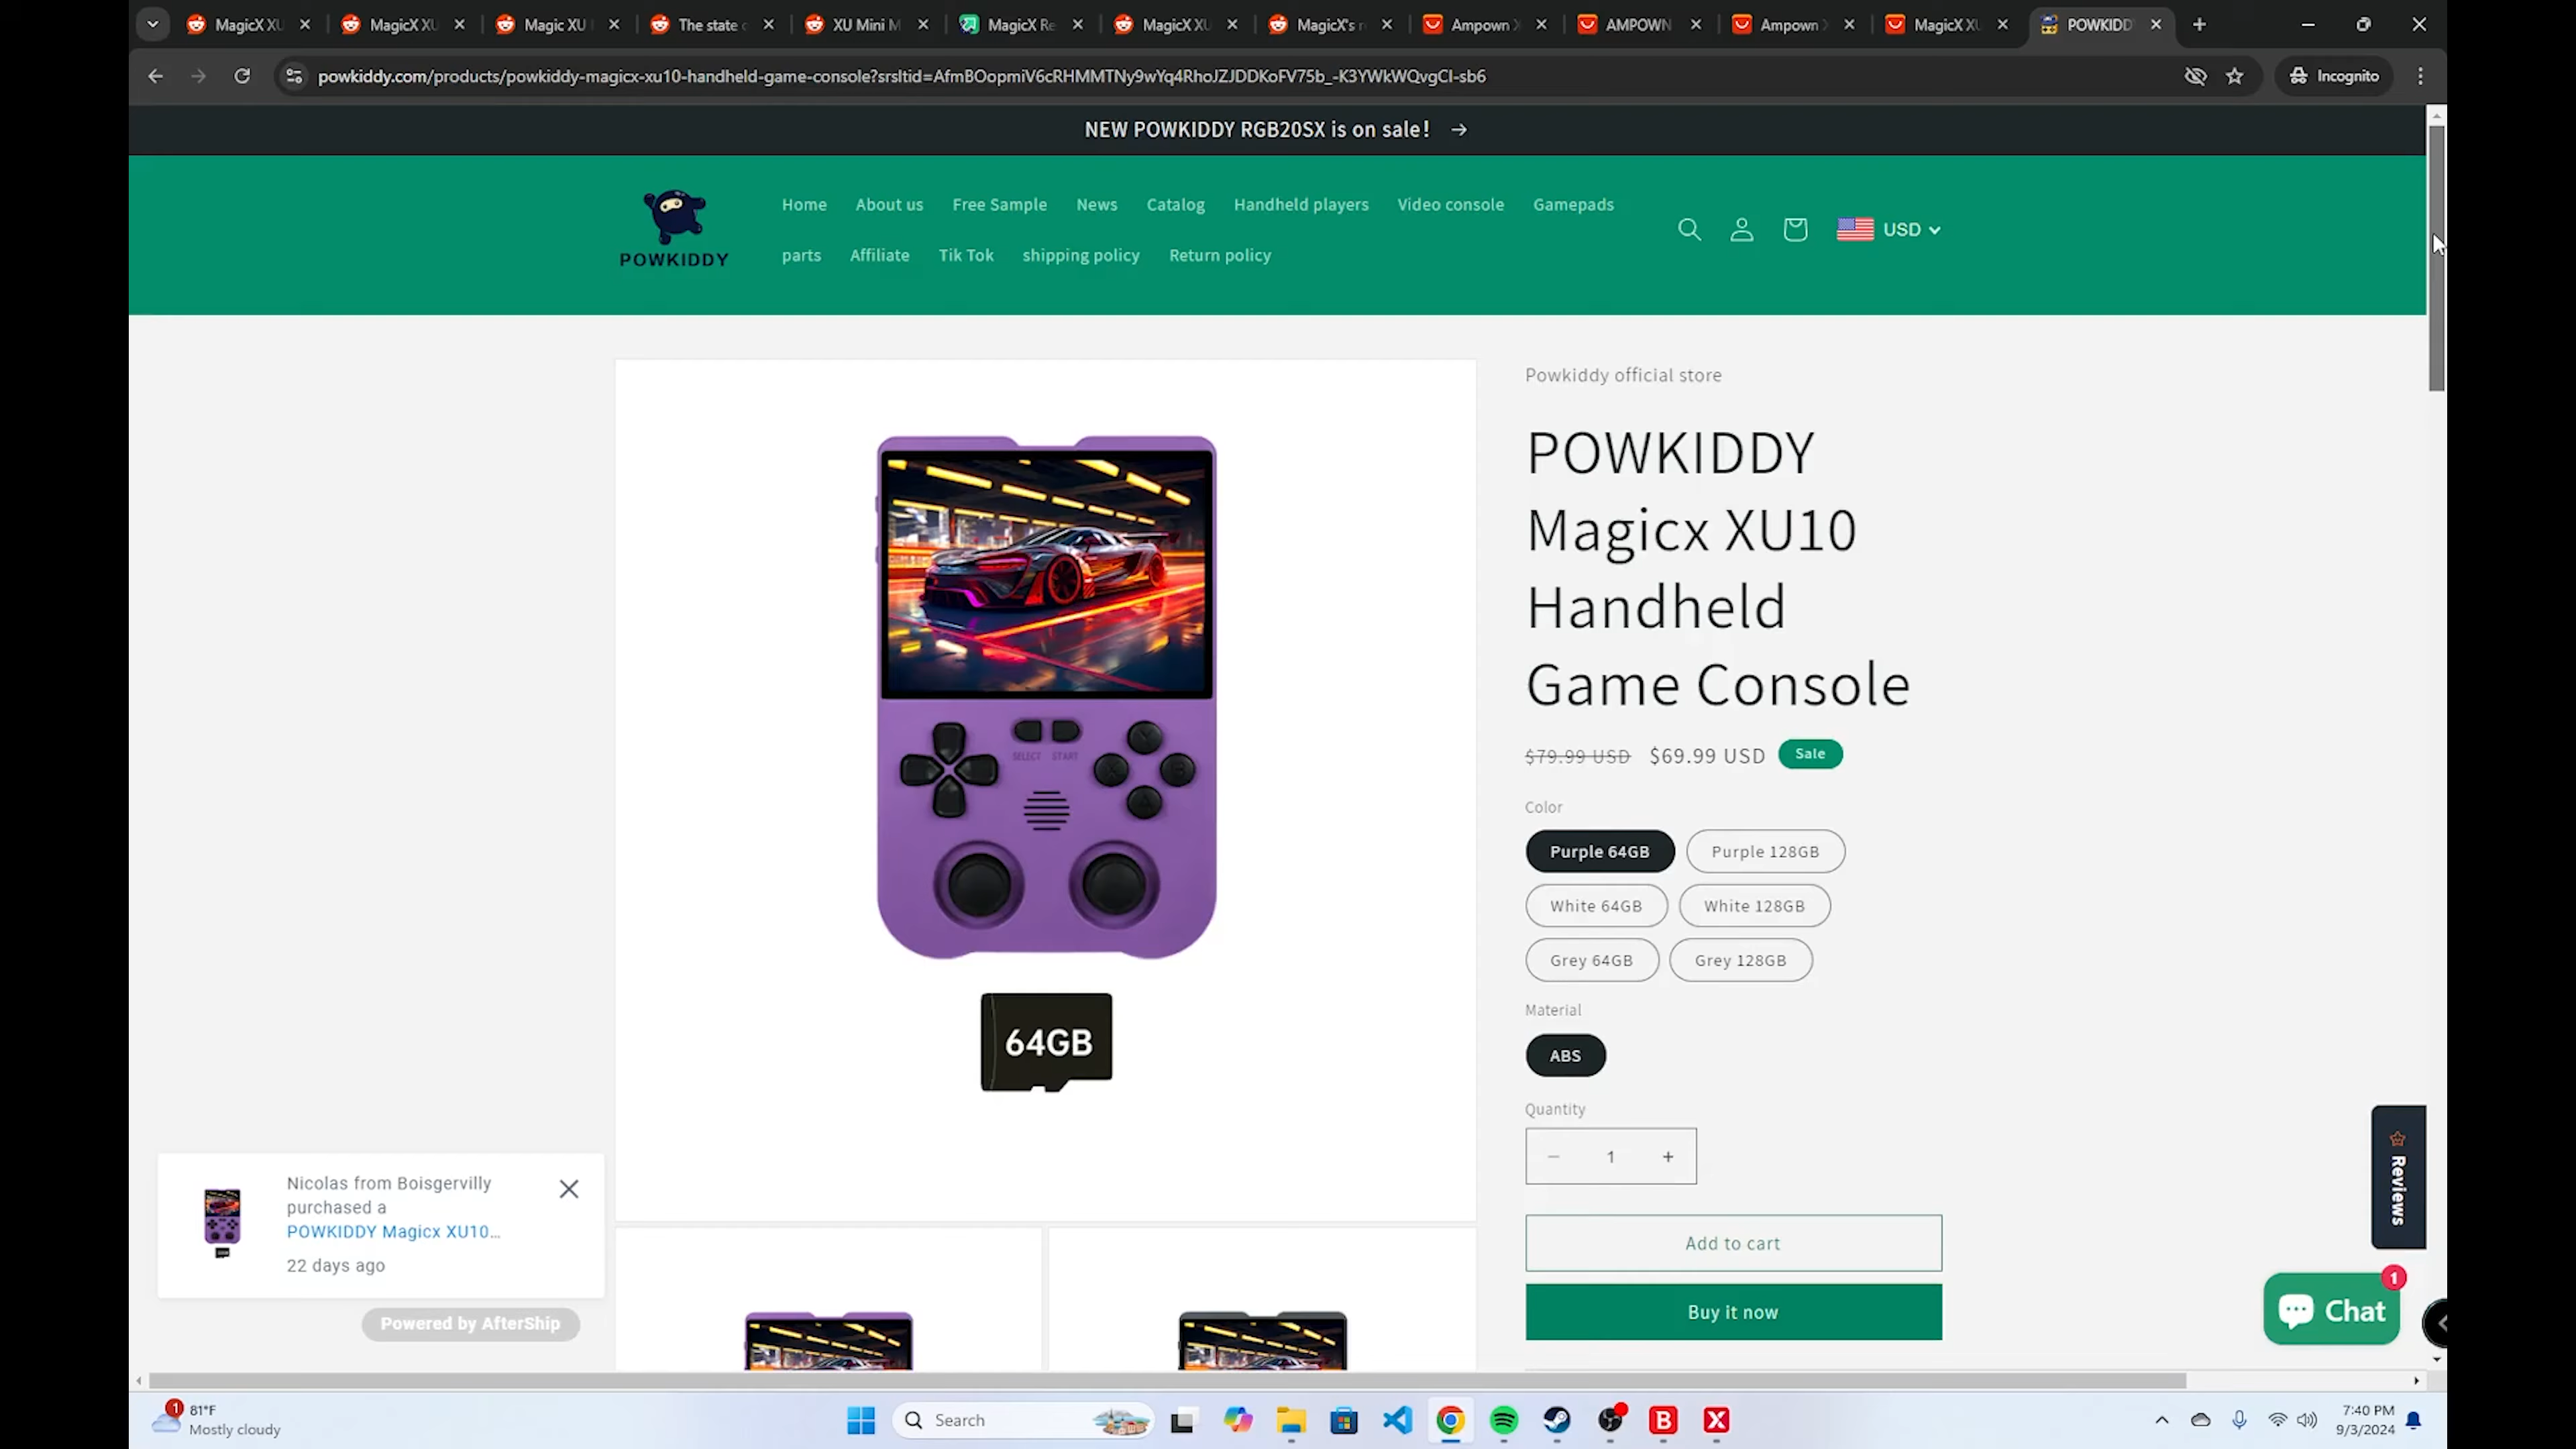 MagicX XU
MagicX XU
Magic XU
The state o
XU Mini M
MagicX Re
MagicX XU
MagicX's r
Ampown X
AMPOWN
Ampown X
MagicX XU
POWKIDD
powkiddy.com/products/powkiddy-magicx-xu10-handheld-game-console?srsltid=AfmBOopmiV6cRHMMTNy9wYq4RhoJZJDDKoFV75b_-K3YWkWQvgCI-sb6
Incognito
NEW POWKIDDY RGB20SX is on sale! →
POWKIDDY
Home About us Free Sample News Catalog Handheld players Video console Gamepads
parts Affiliate Tik Tok shipping policy Return policy
USD
Powkiddy official store
POWKIDDY
Magicx XU10
Handheld
Game Console
$79.99 USD $69.99 USD Sale
Color
Purple 64GB Purple 128GB
White 64GB White 128GB
Grey 64GB Grey 128GB
Material
ABS
Quantity
− 1 +
Add to cart
Buy it now
SELECT START
Y
64GB
Nicolas from Boisgervilly
purchased a
POWKIDDY Magicx XU10...
22 days ago
Powered by AfterShip
Reviews
1
Chat
1
81°F
Mostly cloudy
Search
B
X
7:40 PM
9/3/2024